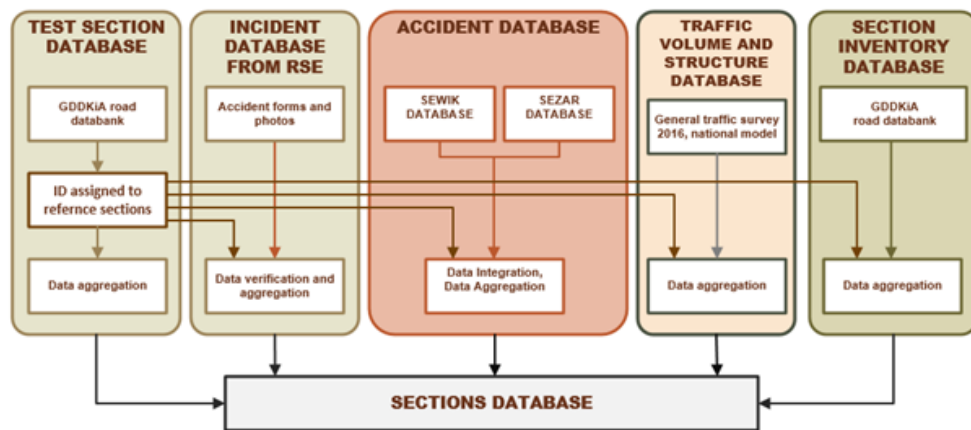 TEST SECTION
DATABASE
GDDKiA road
databank
ID assigned to
refernce sections
Data aggregation
INCIDENT
DATABASE
FROM RSE
Accident forms and
photos
Data verification and
aggregation
ACCIDENT DATABASE
SEWIK
DATABASE
SEZAR
DATABASE
Data Integration,
Data Aggregation
TRAFFIC
VOLUME AND
STRUCTURE
DATABASE
General traffic survey
2016, national model
Data aggregation
SECTION
INVENTORY
DATABASE
GDDKiA
road databank
Data aggregation
SECTIONS DATABASE